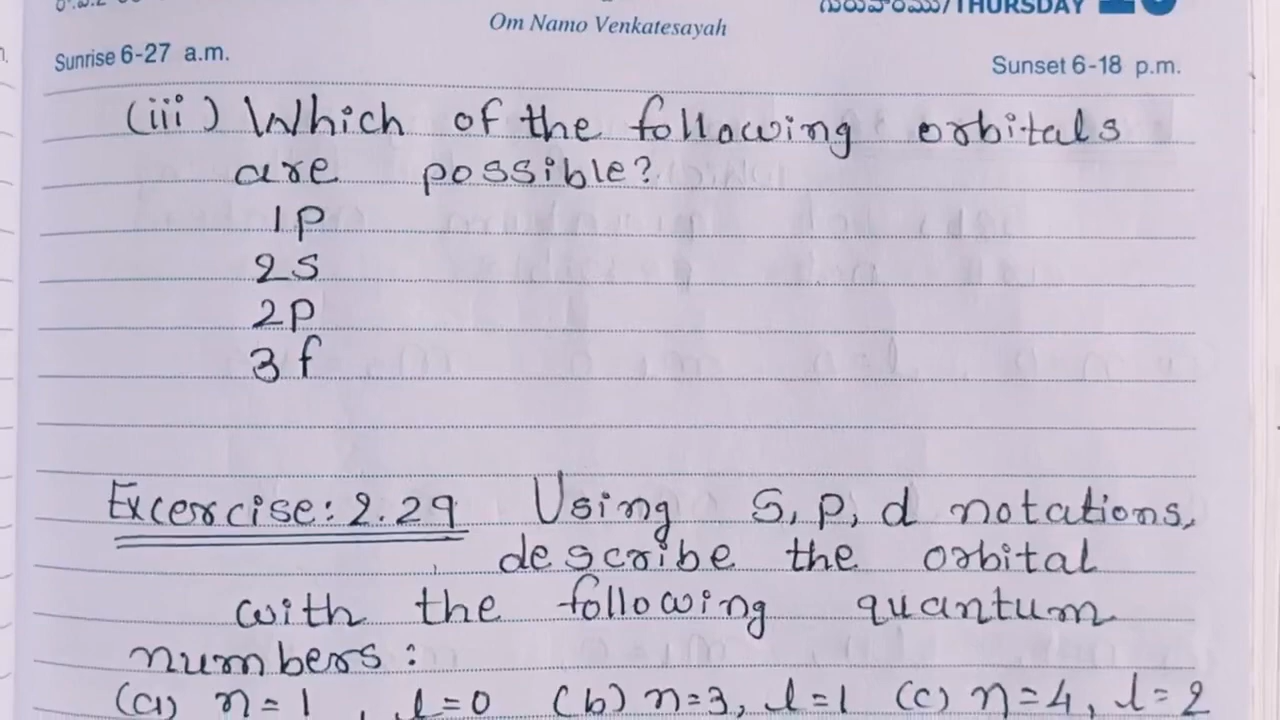 గురువారము/THURSDAY
Om Namo Venkatesayah
Sunrise 6-27 a.m.
Sunset 6-18 p.m.
(iii) Which of the following orbitals
are possible?
1p
2s
2p
3f
Excercise: 2.29 Using s, p, d notations,
describe the orbital
with the following quantum
numbers:
(a) n=1, l=0 (b) n=3, l=1 (c) n=4, l=2